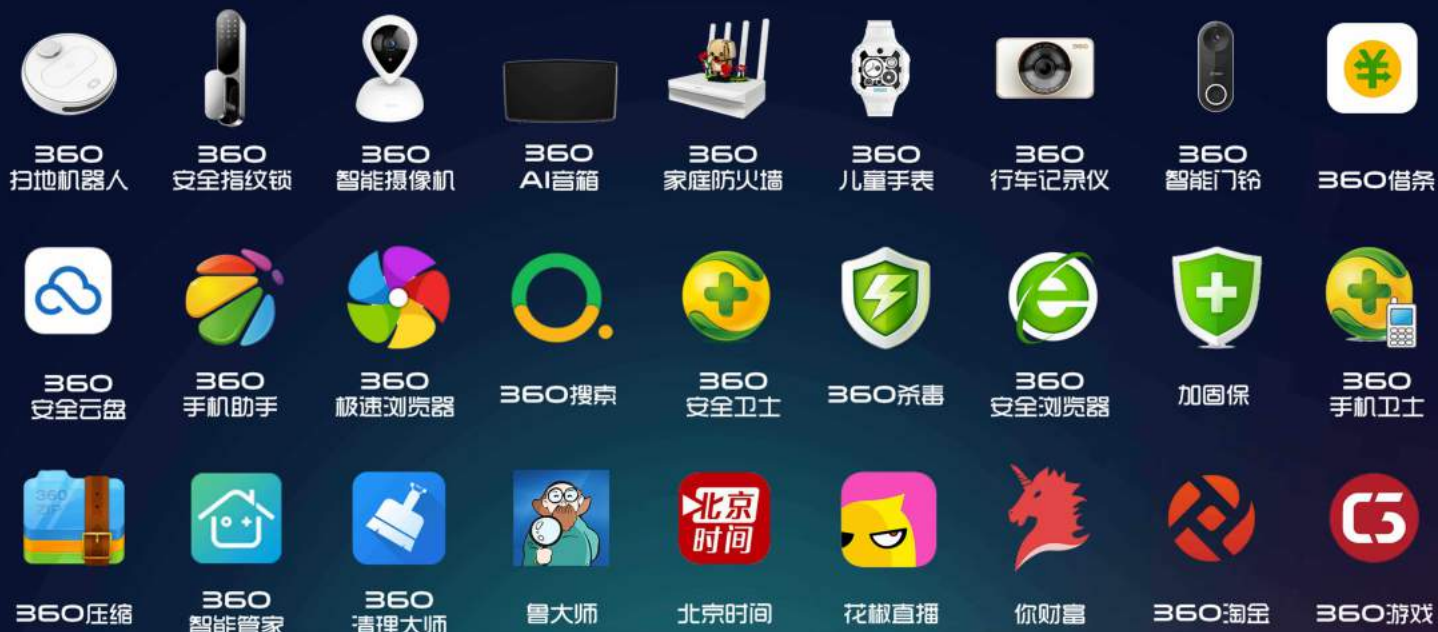 360
扫地机器人
360
安全指纹锁
360
智能摄像机
360
AI音箱
360
家庭防火墙
360
儿童手表
360
行车记录仪
360
智能门铃
360借条
360
安全云盘
360
手机助手
360
极速浏览器
360搜索
360
安全卫士
360杀毒
360
安全浏览器
加固保
360
手机卫士
360
ZIP
360压缩
360
智能管家
360
清理大师
鲁大师
北京
时间
北京时间
花椒直播
你财富
360淘金
360游戏